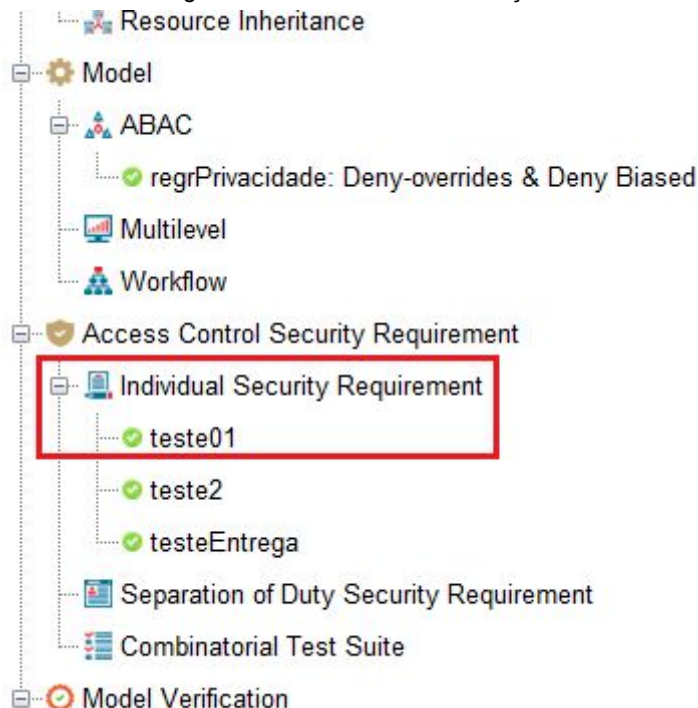 Resource Inheritance
Model
ABAC
regrPrivacidade: Deny-overrides & Deny Biased
Multilevel
Workflow
Access Control Security Requirement
Individual Security Requirement
teste01
teste2
testeEntrega
Separation of Duty Security Requirement
Combinatorial Test Suite
Model Verification